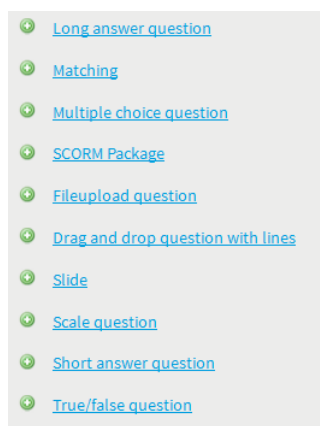 Long answer question
Matching
Multiple choice question
SCORM Package
Fileupload question
Drag and drop question with lines
Slide
Scale question
Short answer question
True/false question